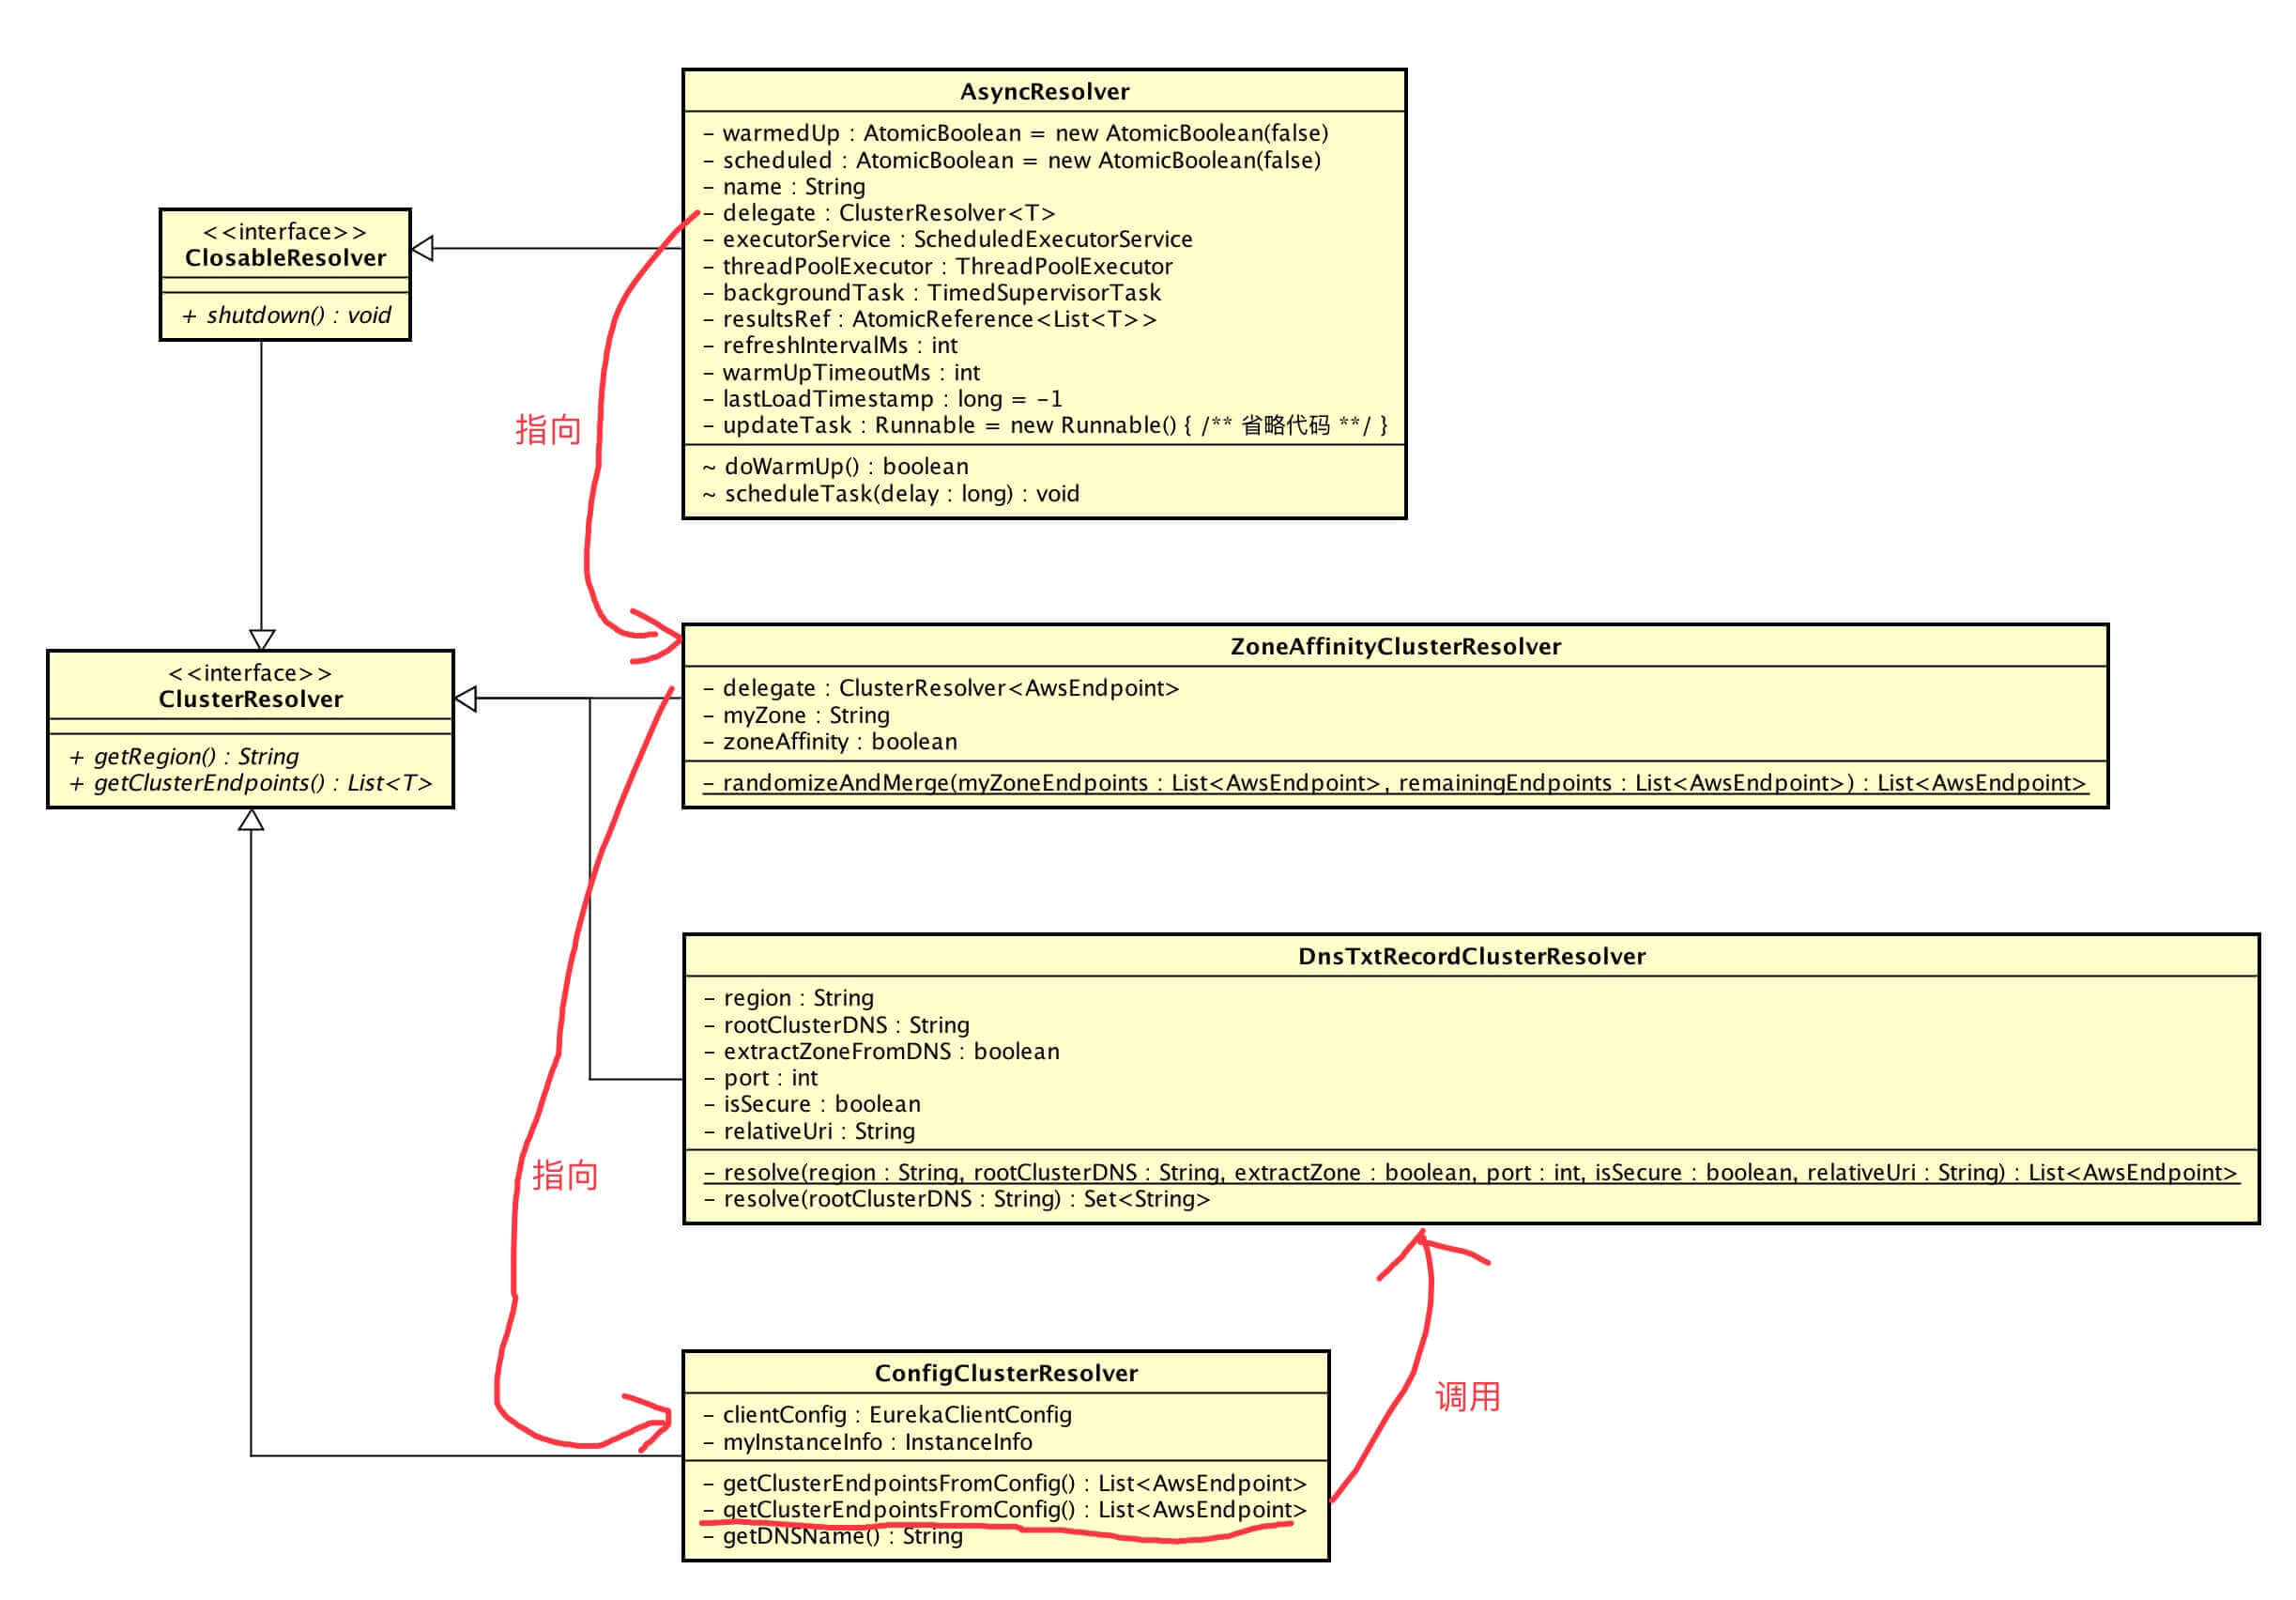 AsyncResolver
- warmedUp : AtomicBoolean = new AtomicBoolean(false)
- scheduled : AtomicBoolean = new AtomicBoolean(false)
- name : String
- delegate : ClusterResolver<T>
- executorService : ScheduledExecutorService
- threadPoolExecutor : ThreadPoolExecutor
- backgroundTask : TimedSupervisorTask
- resultsRef : AtomicReference<List<T>>
- refreshIntervalMs : int
- warmUpTimeoutMs : int
- lastLoadTimestamp : long = -1
- updateTask : Runnable = new Runnable() { /** 省略代码 **/ }
~ doWarmUp() : boolean
~ scheduleTask(delay : long) : void
<<interface>>
ClosableResolver
+ shutdown() : void
指向
<<interface>>
ClusterResolver
+ getRegion() : String
+ getClusterEndpoints() : List<T>
ZoneAffinityClusterResolver
- delegate : ClusterResolver<AwsEndpoint>
- myZone : String
- zoneAffinity : boolean
- randomizeAndMerge(myZoneEndpoints : List<AwsEndpoint>, remainingEndpoints : List<AwsEndpoint>) : List<AwsEndpoint>
DnsTxtRecordClusterResolver
- region : String
- rootClusterDNS : String
- extractZoneFromDNS : boolean
- port : int
- isSecure : boolean
- relativeUri : String
- resolve(region : String, rootClusterDNS : String, extractZone : boolean, port : int, isSecure : boolean, relativeUri : String) : List<AwsEndpoint>
- resolve(rootClusterDNS : String) : Set<String>
指向
ConfigClusterResolver
- clientConfig : EurekaClientConfig
- myInstanceInfo : InstanceInfo
- getClusterEndpointsFromConfig() : List<AwsEndpoint>
- getClusterEndpointsFromConfig() : List<AwsEndpoint>
- getDNSName() : String
调用